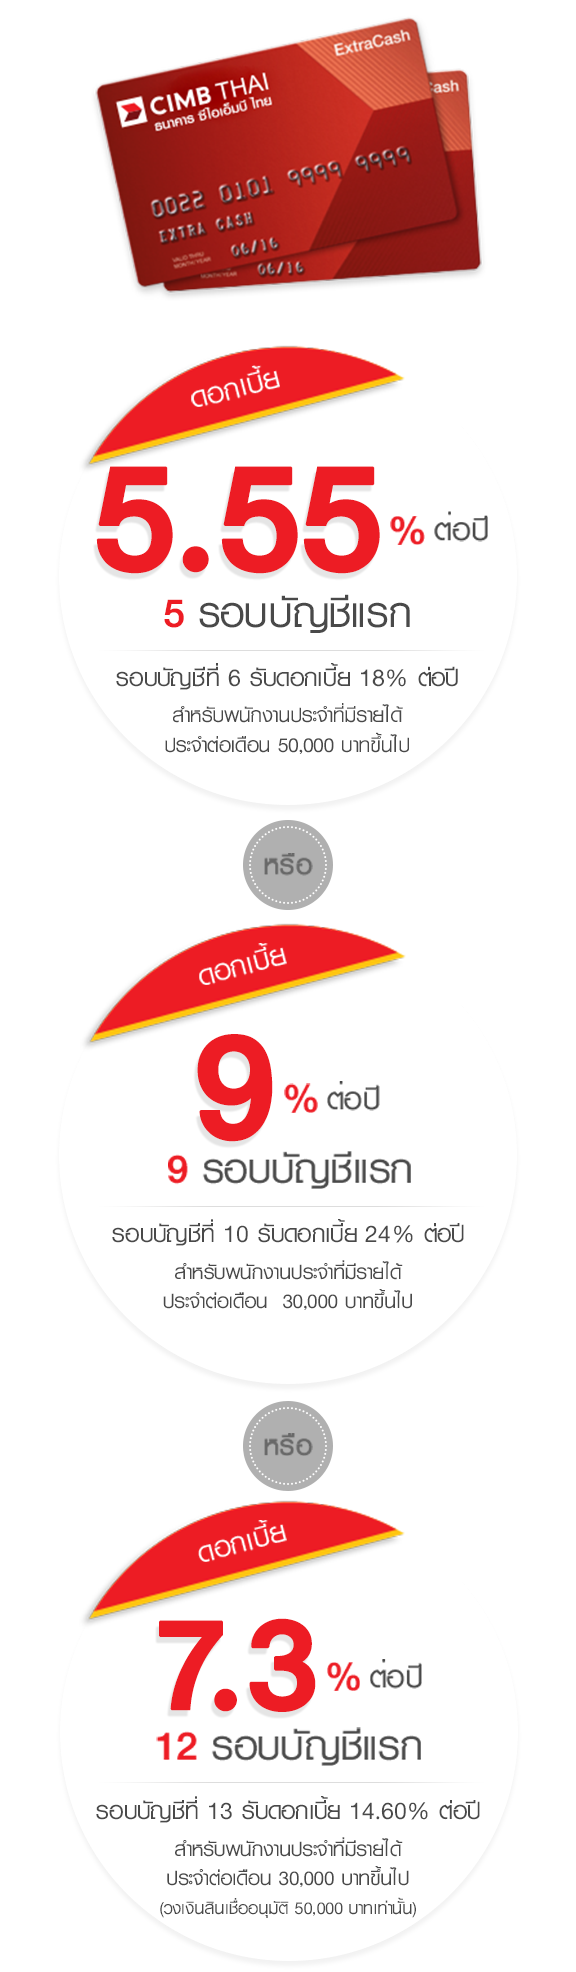 ExtraCash
ash
CIMB THAI
ธนาคาร ซีไอเอ็มบี ไทย
0022 0101 9999 9999
EXTRA CASH
VALID THRU
MONTH/YEAR
06/16
MONTH/YEAR
06/16
ดอกเบี้ย
5.55% ต่อปี
5 รอบบัญชีแรก
รอบบัญชีที่ 6 รับดอกเบี้ย 18% ต่อปี
สำหรับพนักงานประจำที่มีรายได้
ประจำต่อเดือน 50,000 บาทขึ้นไป
หรือ
ดอกเบี้ย
9% ต่อปี
9 รอบบัญชีแรก
รอบบัญชีที่ 10 รับดอกเบี้ย 24% ต่อปี
สำหรับพนักงานประจำที่มีรายได้
ประจำต่อเดือน 30,000 บาทขึ้นไป
หรือ
ดอกเบี้ย
7.3% ต่อปี
12 รอบบัญชีแรก
รอบบัญชีที่ 13 รับดอกเบี้ย 14.60% ต่อปี
สำหรับพนักงานประจำที่มีรายได้
ประจำต่อเดือน 30,000 บาทขึ้นไป
(วงเงินสินเชื่ออนุมัติ 50,000 บาทเท่านั้น)